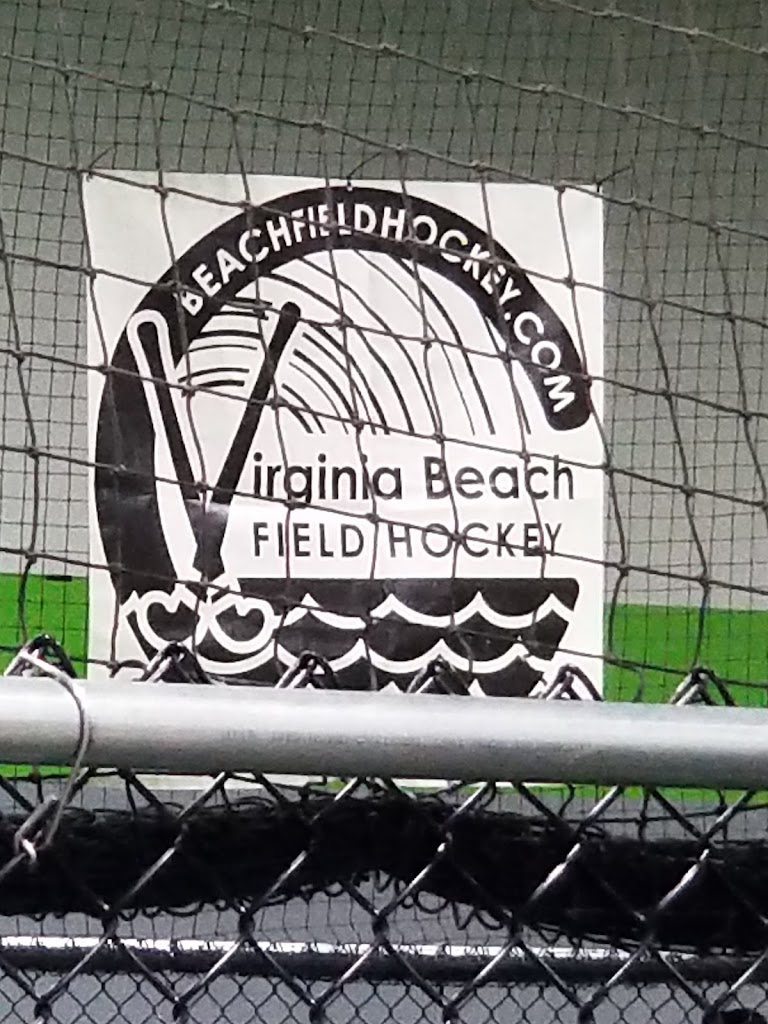 BEACHFIELDHOCKEY.COM
Virginia Beach
FIELD HOCKEY